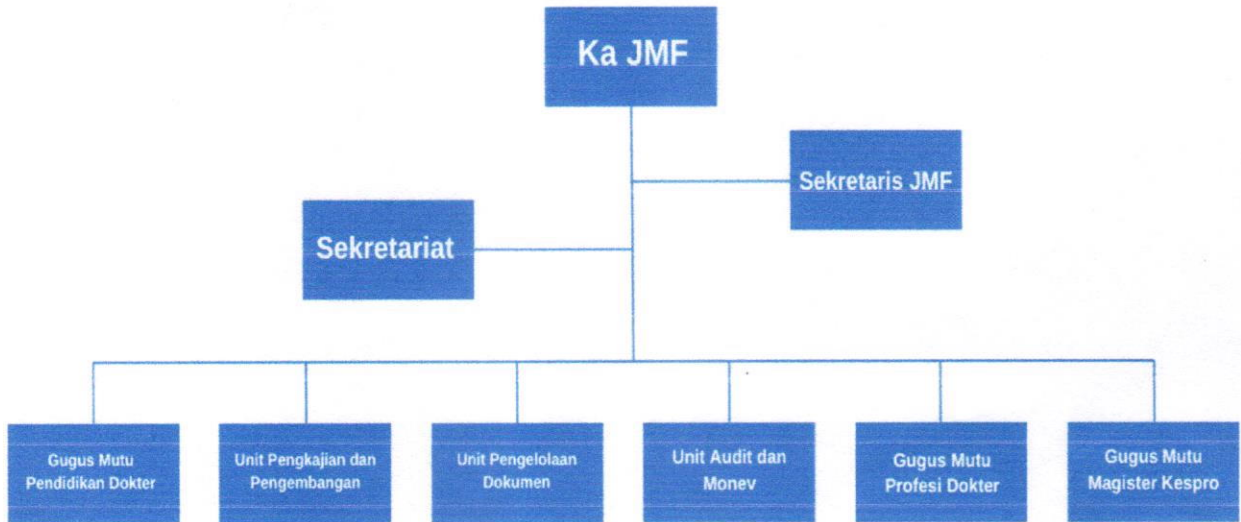 Ka JMF
Sekretaris JMF
Sekretariat
Gugus Mutu
Pendidikan Dokter
Unit Pengkajian dan
Pengembangan
Unit Pengelolaan
Dokumen
Unit Audit dan
Monev
Gugus Mutu
Profesi Dokter
Gugus Mutu
Magister Kespro